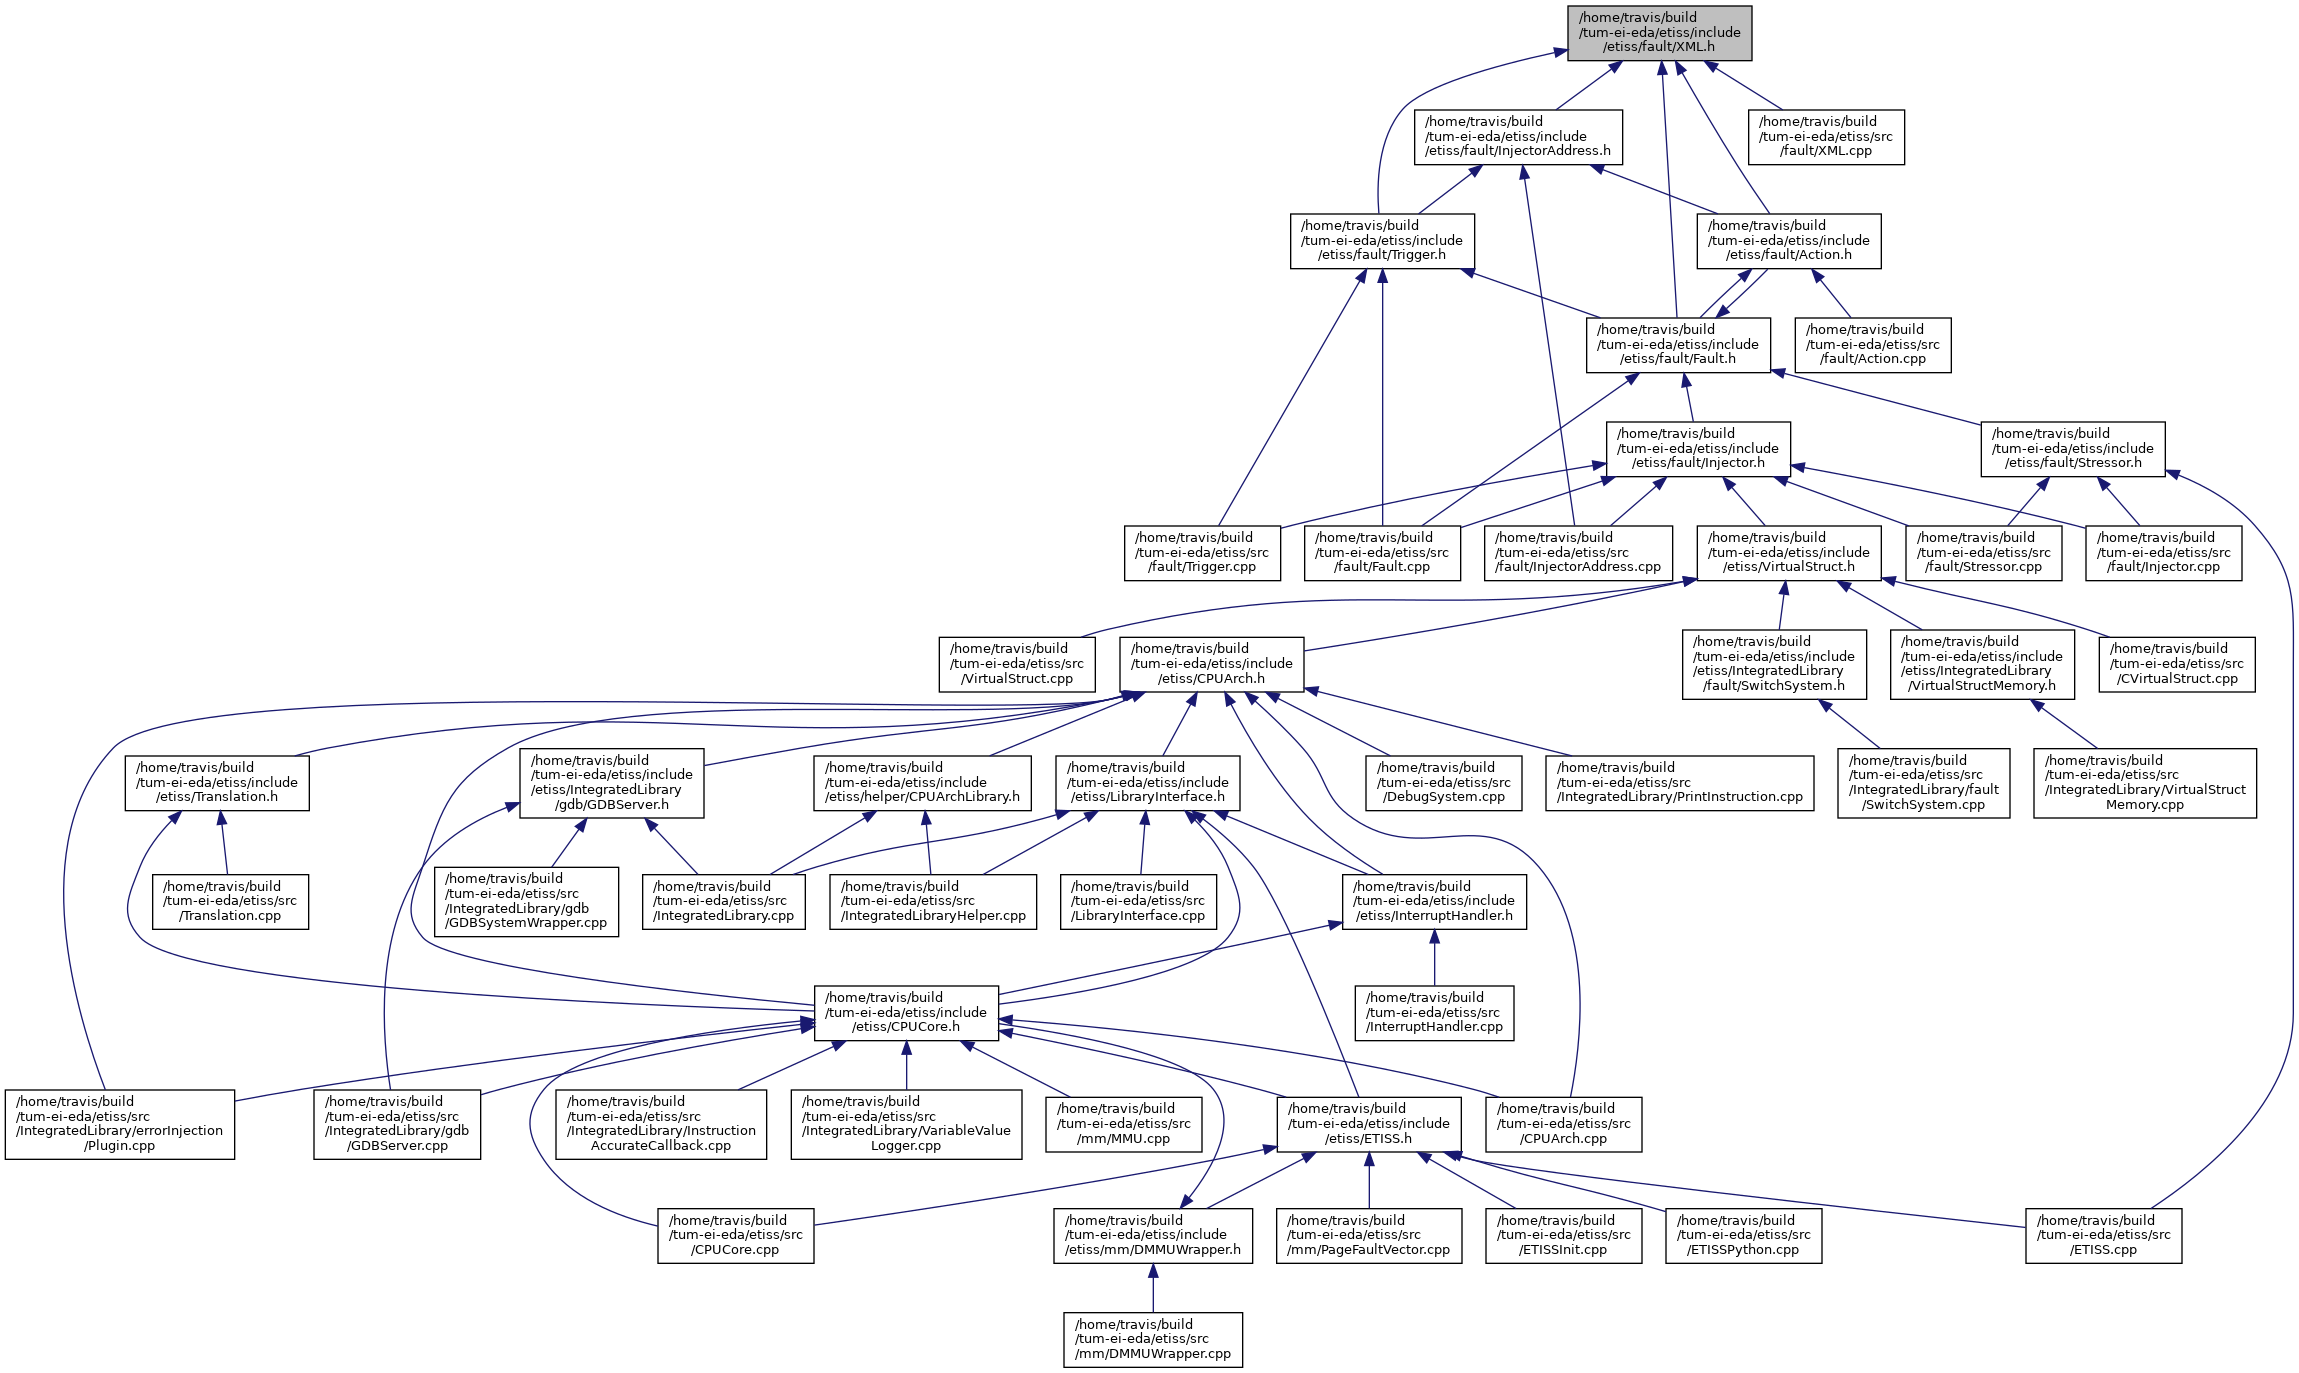 /home/travis/build
/tum-ei-eda/etiss/include
/etiss/fault/XML.h
/home/travis/build
/tum-ei-eda/etiss/include
/etiss/fault/InjectorAddress.h
/home/travis/build
/tum-ei-eda/etiss/src
/fault/XML.cpp
/home/travis/build
/tum-ei-eda/etiss/include
/etiss/fault/Trigger.h
/home/travis/build
/tum-ei-eda/etiss/include
/etiss/fault/Action.h
/home/travis/build
/tum-ei-eda/etiss/include
/etiss/fault/Fault.h
/home/travis/build
/tum-ei-eda/etiss/src
/fault/Action.cpp
/home/travis/build
/tum-ei-eda/etiss/include
/etiss/fault/Injector.h
/home/travis/build
/tum-ei-eda/etiss/include
/etiss/fault/Stressor.h
/home/travis/build
/tum-ei-eda/etiss/src
/fault/Trigger.cpp
/home/travis/build
/tum-ei-eda/etiss/src
/fault/Fault.cpp
/home/travis/build
/tum-ei-eda/etiss/src
/fault/InjectorAddress.cpp
/home/travis/build
/tum-ei-eda/etiss/include
/etiss/VirtualStruct.h
/home/travis/build
/tum-ei-eda/etiss/src
/fault/Stressor.cpp
/home/travis/build
/tum-ei-eda/etiss/src
/fault/Injector.cpp
/home/travis/build
/tum-ei-eda/etiss/src
/VirtualStruct.cpp
/home/travis/build
/tum-ei-eda/etiss/include
/etiss/CPUArch.h
/home/travis/build
/tum-ei-eda/etiss/include
/etiss/IntegratedLibrary
/fault/SwitchSystem.h
/home/travis/build
/tum-ei-eda/etiss/include
/etiss/IntegratedLibrary
/VirtualStructMemory.h
/home/travis/build
/tum-ei-eda/etiss/src
/CVirtualStruct.cpp
/home/travis/build
/tum-ei-eda/etiss/include
/etiss/Translation.h
/home/travis/build
/tum-ei-eda/etiss/include
/etiss/IntegratedLibrary
/gdb/GDBServer.h
/home/travis/build
/tum-ei-eda/etiss/include
/etiss/helper/CPUArchLibrary.h
/home/travis/build
/tum-ei-eda/etiss/include
/etiss/LibraryInterface.h
/home/travis/build
/tum-ei-eda/etiss/src
/DebugSystem.cpp
/home/travis/build
/tum-ei-eda/etiss/src
/IntegratedLibrary/PrintInstruction.cpp
/home/travis/build
/tum-ei-eda/etiss/src
/IntegratedLibrary/fault
/SwitchSystem.cpp
/home/travis/build
/tum-ei-eda/etiss/src
/IntegratedLibrary/VirtualStruct
Memory.cpp
/home/travis/build
/tum-ei-eda/etiss/src
/Translation.cpp
/home/travis/build
/tum-ei-eda/etiss/src
/IntegratedLibrary/gdb
/GDBSystemWrapper.cpp
/home/travis/build
/tum-ei-eda/etiss/src
/IntegratedLibrary.cpp
/home/travis/build
/tum-ei-eda/etiss/src
/IntegratedLibraryHelper.cpp
/home/travis/build
/tum-ei-eda/etiss/src
/LibraryInterface.cpp
/home/travis/build
/tum-ei-eda/etiss/include
/etiss/InterruptHandler.h
/home/travis/build
/tum-ei-eda/etiss/include
/etiss/CPUCore.h
/home/travis/build
/tum-ei-eda/etiss/src
/InterruptHandler.cpp
/home/travis/build
/tum-ei-eda/etiss/src
/IntegratedLibrary/errorInjection
/Plugin.cpp
/home/travis/build
/tum-ei-eda/etiss/src
/IntegratedLibrary/gdb
/GDBServer.cpp
/home/travis/build
/tum-ei-eda/etiss/src
/IntegratedLibrary/Instruction
AccurateCallback.cpp
/home/travis/build
/tum-ei-eda/etiss/src
/IntegratedLibrary/VariableValue
Logger.cpp
/home/travis/build
/tum-ei-eda/etiss/src
/mm/MMU.cpp
/home/travis/build
/tum-ei-eda/etiss/include
/etiss/ETISS.h
/home/travis/build
/tum-ei-eda/etiss/src
/CPUArch.cpp
/home/travis/build
/tum-ei-eda/etiss/src
/CPUCore.cpp
/home/travis/build
/tum-ei-eda/etiss/include
/etiss/mm/DMMUWrapper.h
/home/travis/build
/tum-ei-eda/etiss/src
/mm/PageFaultVector.cpp
/home/travis/build
/tum-ei-eda/etiss/src
/ETISSInit.cpp
/home/travis/build
/tum-ei-eda/etiss/src
/ETISSPython.cpp
/home/travis/build
/tum-ei-eda/etiss/src
/ETISS.cpp
/home/travis/build
/tum-ei-eda/etiss/src
/mm/DMMUWrapper.cpp